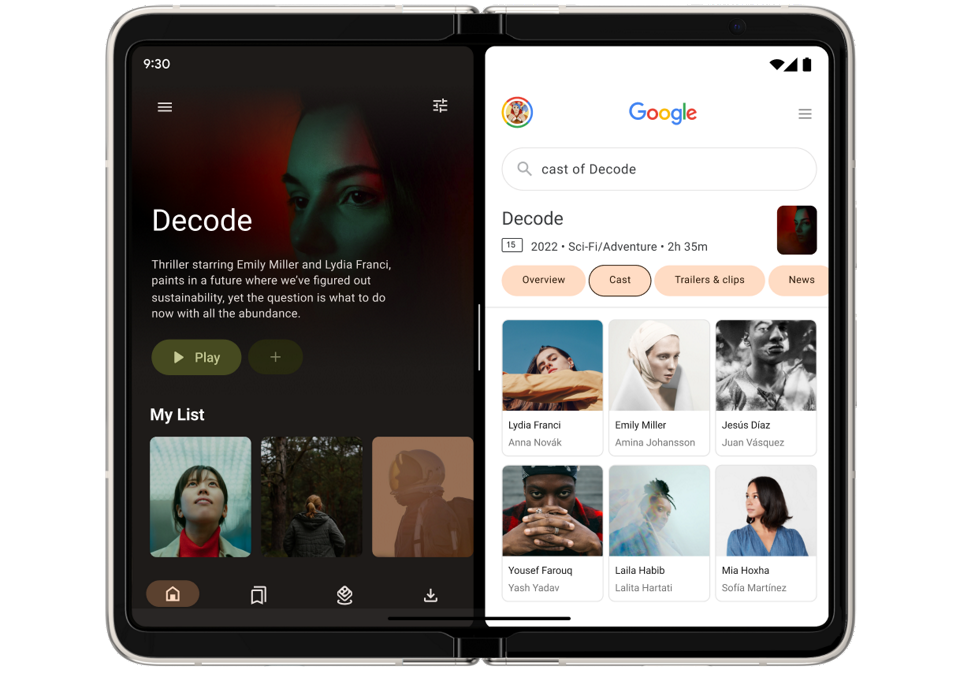 9:30
Decode
Thriller starring Emily Miller and Lydia Franci,
paints in a future where we've figured out
sustainability, yet the question is what to do
now with all the abundance.
Play
My List
Google
cast of Decode
Decode
15 2022 • Sci-Fi/Adventure • 2h 35m
Overview Cast Trailers & clips News
Lydia Franci Emily Miller Jesús Díaz
Anna Novák Amina Johansson Juan Vásquez
Yousef Farouq Laila Habib Mia Hoxha
Yash Yadav Lalita Hartati Sofía Martínez